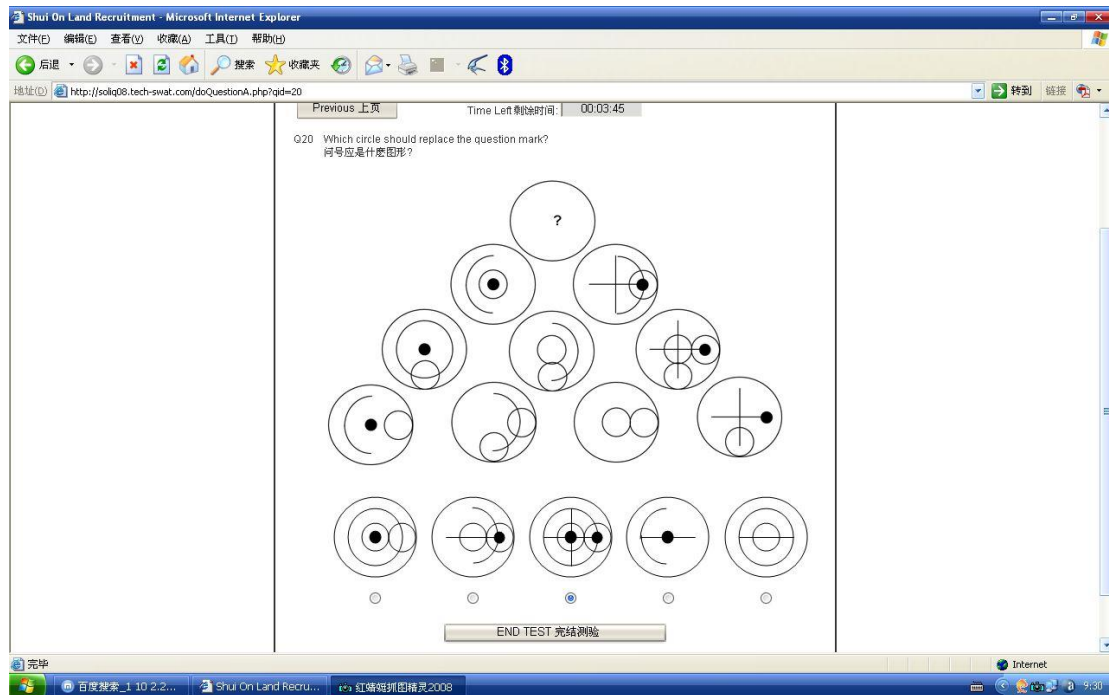 Shui On Land Recruitment - Microsoft Internet Explorer
文件(F) 编辑(E) 查看(V) 收藏(A) 工具(T) 帮助(H)
后退 搜索 收藏夹
地址(D) http://soliq08.tech-swat.com/doQuestionA.php?qid=20 转到 链接
Previous 上页 Time Left 剩馀时间: 00:03:45
Q20 Which circle should replace the question mark?
问号应是什麽图形?
?
END TEST 完结测验
完毕 Internet
百度搜索_1 10 2.2... Shui On Land Recru... 红蜻蜓抓图精灵2008 9:30